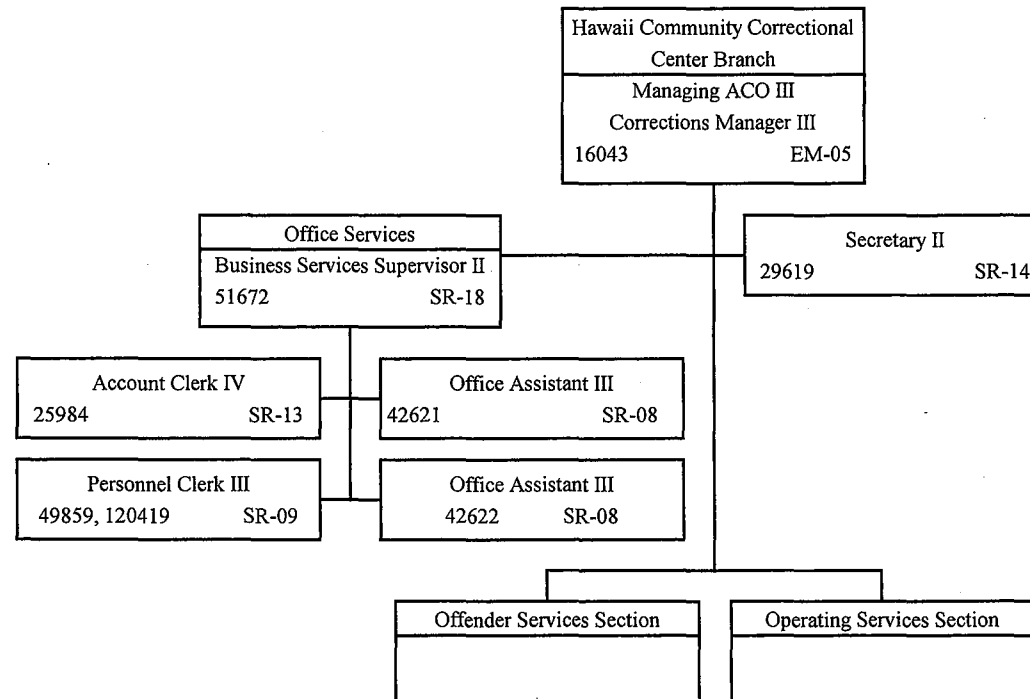 Hawaii Community Correctional
Center Branch
Managing ACO III
Corrections Manager III
16043 EM-05
Office Services
Business Services Supervisor II
51672 SR-18
Secretary II
29619 SR-14
Account Clerk IV
25984 SR-13
Office Assistant III
42621 SR-08
Personnel Clerk III
49859, 120419 SR-09
Office Assistant III
42622 SR-08
Offender Services Section
Operating Services Section